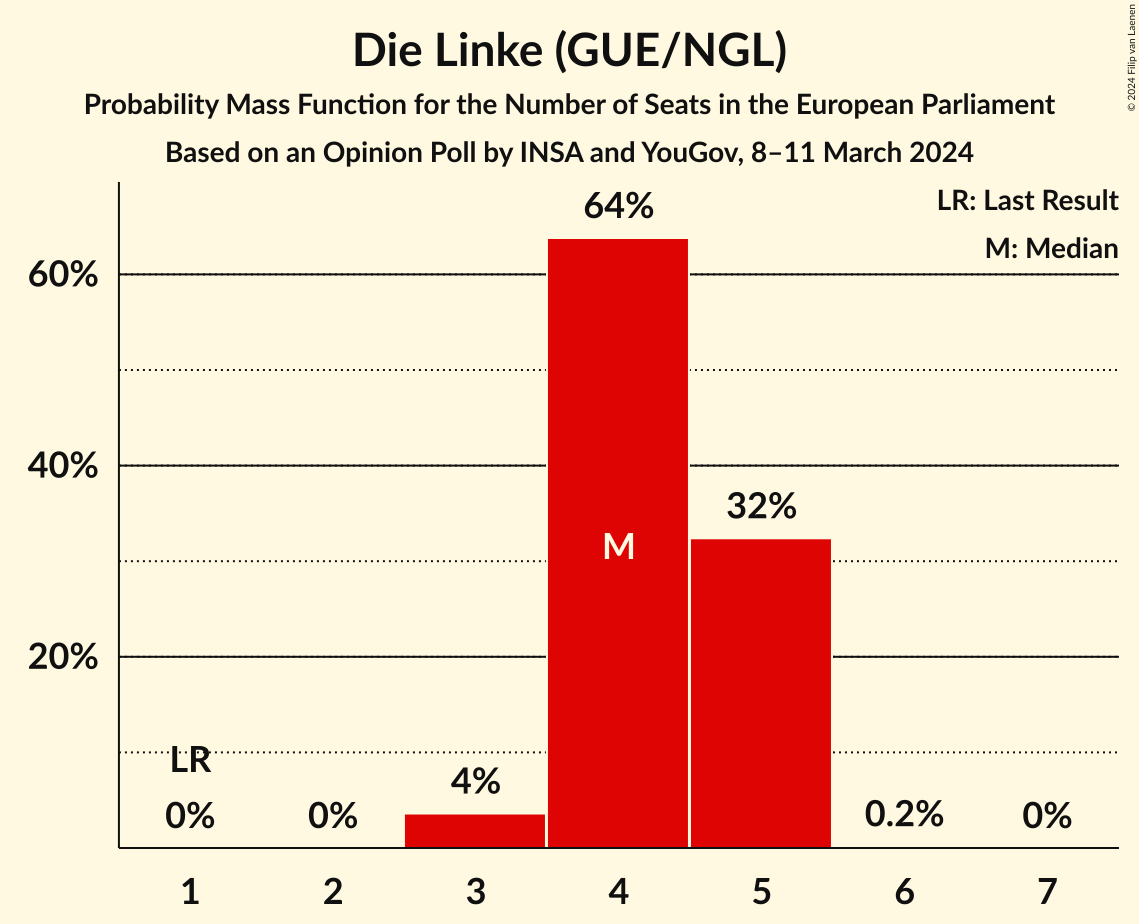 Die Linke (GUE/NGL)
Probability Mass Function for the Number of Seats in the European Parliament
Based on an Opinion Poll by INSA and YouGov, 8–11 March 2024
© 2024 Filip van Laenen
LR: Last Result
M: Median
60%
40%
20%
LR
0%
0%
4%
64%
M
32%
0.2%
0%
1 2 3 4 5 6 7